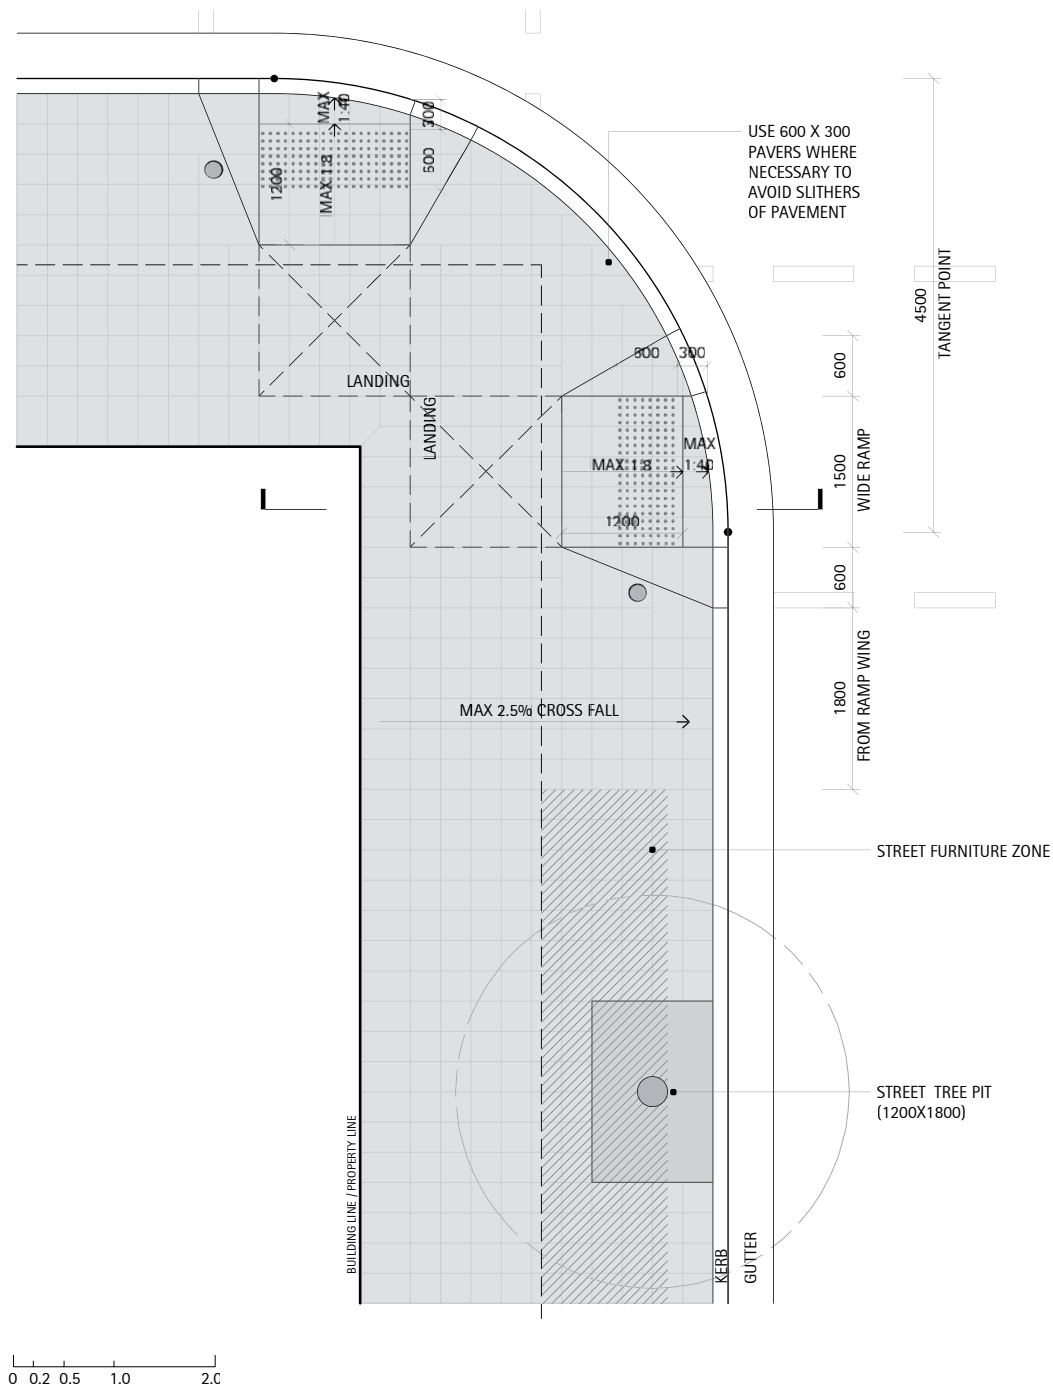 MAX
1:40
300
600
1200
MAX 1:8
USE 600 X 300
PAVERS WHERE
NECESSARY TO
AVOID SLITHERS
OF PAVEMENT
4500
TANGENT POINT
600
300
600
LANDING
LANDING
MAX
1:40
MAX 1:8
1200
1500
WIDE RAMP
600
1800
FROM RAMP WING
MAX 2.5% CROSS FALL
STREET FURNITURE ZONE
STREET TREE PIT
(1200X1800)
BUILDING LINE / PROPERTY LINE
KERB
GUTTER
0 0.2 0.5 1.0 2.0